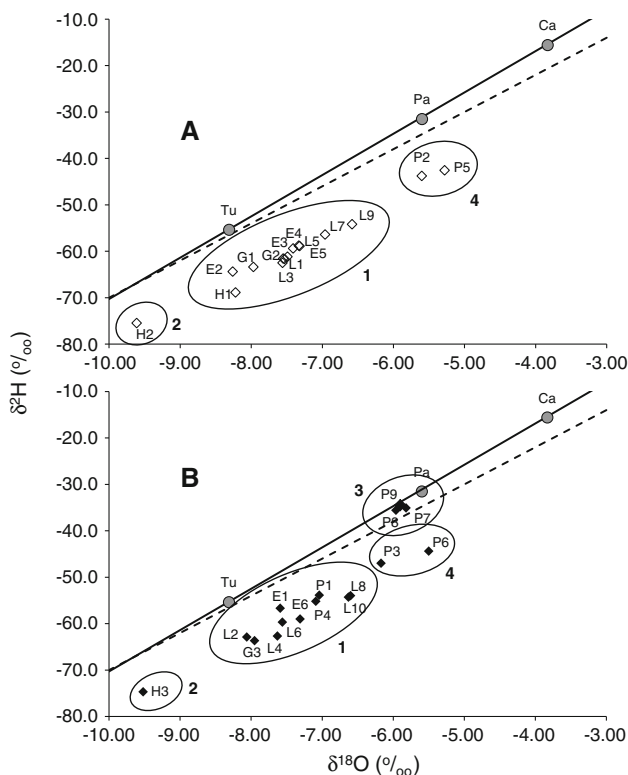 -10.0
Ca
-20.0
Pa
-30.0
A
-40.0
P2 P5
-50.0
Tu
4
L9
E4 L7
E3 L5
-60.0
G1 G2 E5
E2 L1
L3
-70.0
H1 1
2
H2
-80.0
-10.00 -9.00 -8.00 -7.00 -6.00 -5.00 -4.00 -3.00
δ²H (o/oo)
-10.0
Ca
-20.0
B
3 Pa
-30.0
P9
P8 P7
-40.0
P3 P6
4
-50.0
Tu
P1 L8
E1 E6
P4 L10
-60.0
L2 L6
G3 L4 1
-70.0
H3 2
-80.0
-10.00 -9.00 -8.00 -7.00 -6.00 -5.00 -4.00 -3.00
δ¹⁸O (o/oo)